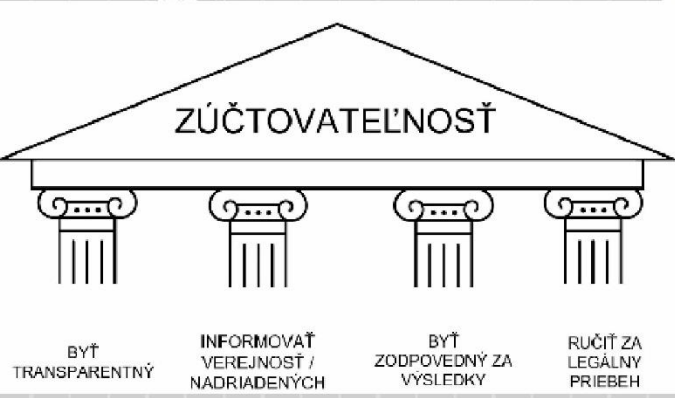 ZÚČTOVATEĽNOSŤ
BYŤ
TRANSPARENTNÝ
INFORMOVAŤ
VEREJNOSŤ /
NADRIADENÝCH
BYŤ
ZODPOVEDNÝ ZA
VÝSLEDKY
RUČIŤ ZA
LEGÁLNY
PRIEBEH